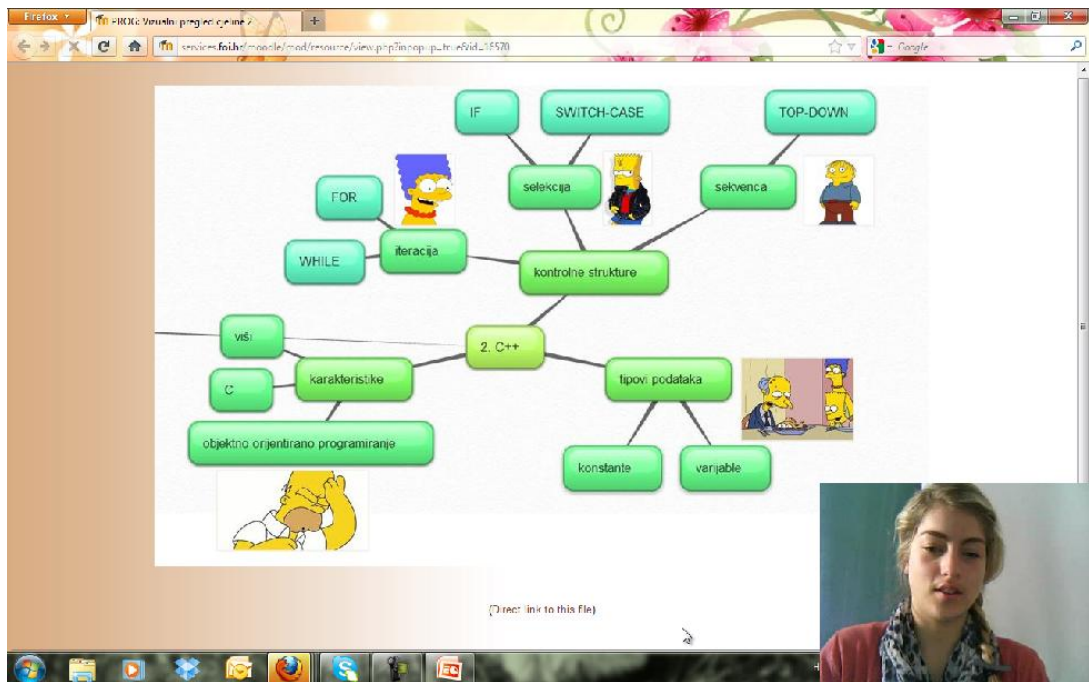 Firefox
PROG: Vizualni pregled cjeline 2
services.foi.hr/moodle/mod/resource/view.php?inpopup=true&id=18570
Google
IF
SWITCH-CASE
TOP-DOWN
selekcija
sekvenca
FOR
iteracija
WHILE
kontrolne strukture
2. C++
viši
karakteristike
C
tipovi podataka
objektno orijentirano programiranje
konstante
varijable
(Direct link to this file)